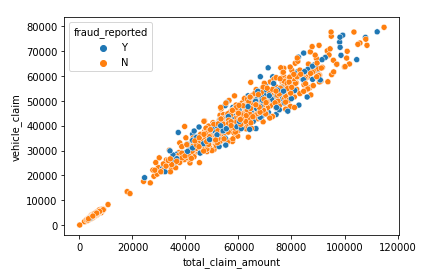 fraud_reported
Y
N
80000
70000
60000
50000
40000
30000
20000
10000
0
vehicle_claim
0 20000 40000 60000 80000 100000 120000
total_claim_amount